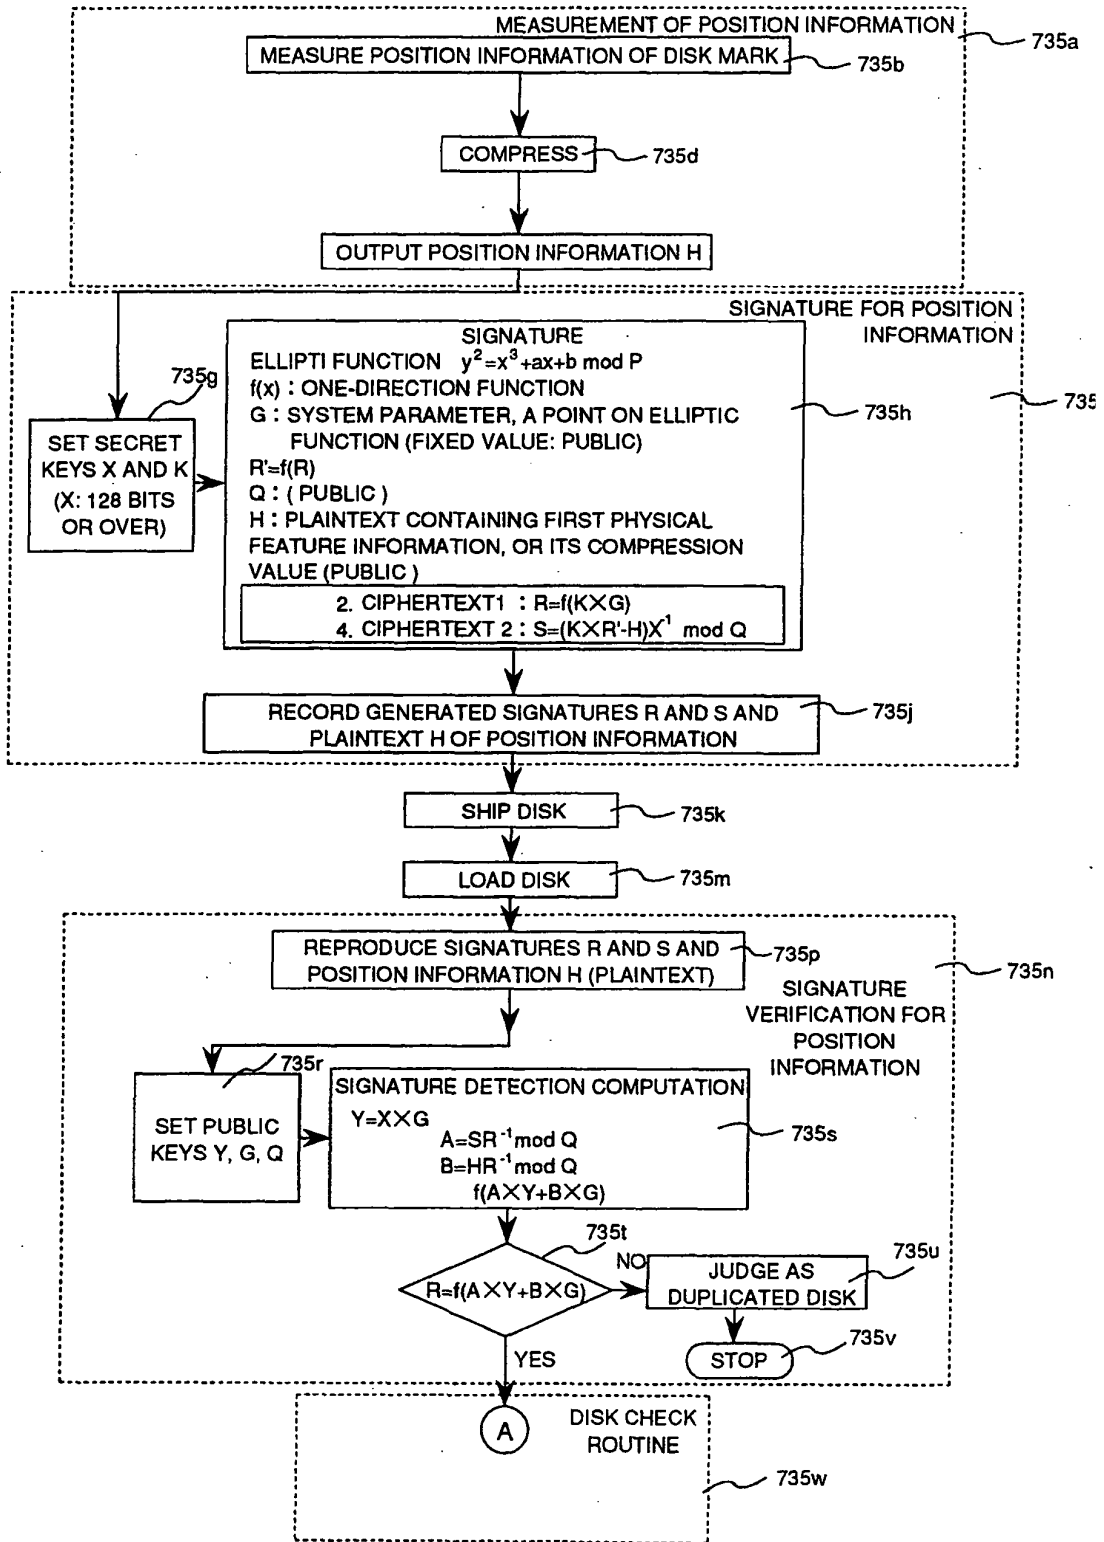 MEASUREMENT OF POSITION INFORMATION
735a
MEASURE POSITION INFORMATION OF DISK MARK
735b
COMPRESS
735d
OUTPUT POSITION INFORMATION H
SIGNATURE FOR POSITION
INFORMATION
735
735g
SET SECRET
KEYS X AND K
(X: 128 BITS
OR OVER)
SIGNATURE
ELLIPTI FUNCTION y²=x³+ax+b mod P
f(x) : ONE-DIRECTION FUNCTION
G : SYSTEM PARAMETER, A POINT ON ELLIPTIC
FUNCTION (FIXED VALUE: PUBLIC)
R'=f(R)
Q : ( PUBLIC )
H : PLAINTEXT CONTAINING FIRST PHYSICAL
FEATURE INFORMATION, OR ITS COMPRESSION
VALUE (PUBLIC )
2. CIPHERTEXT1 : R=f(K×G)
4. CIPHERTEXT 2 : S=(K×R'-H)X⁻¹ mod Q
735h
RECORD GENERATED SIGNATURES R AND S AND
PLAINTEXT H OF POSITION INFORMATION
735j
SHIP DISK
735k
LOAD DISK
735m
REPRODUCE SIGNATURES R AND S AND
POSITION INFORMATION H (PLAINTEXT)
735p
735n
SIGNATURE
VERIFICATION FOR
POSITION
INFORMATION
735r
SET PUBLIC
KEYS Y, G, Q
SIGNATURE DETECTION COMPUTATION
Y=X×G
A=SR⁻¹ mod Q
B=HR⁻¹ mod Q
f(A×Y+B×G)
735s
735t
R=f(A×Y+B×G)
NO
JUDGE AS
DUPLICATED DISK
735u
STOP
735v
YES
A
DISK CHECK
ROUTINE
735w